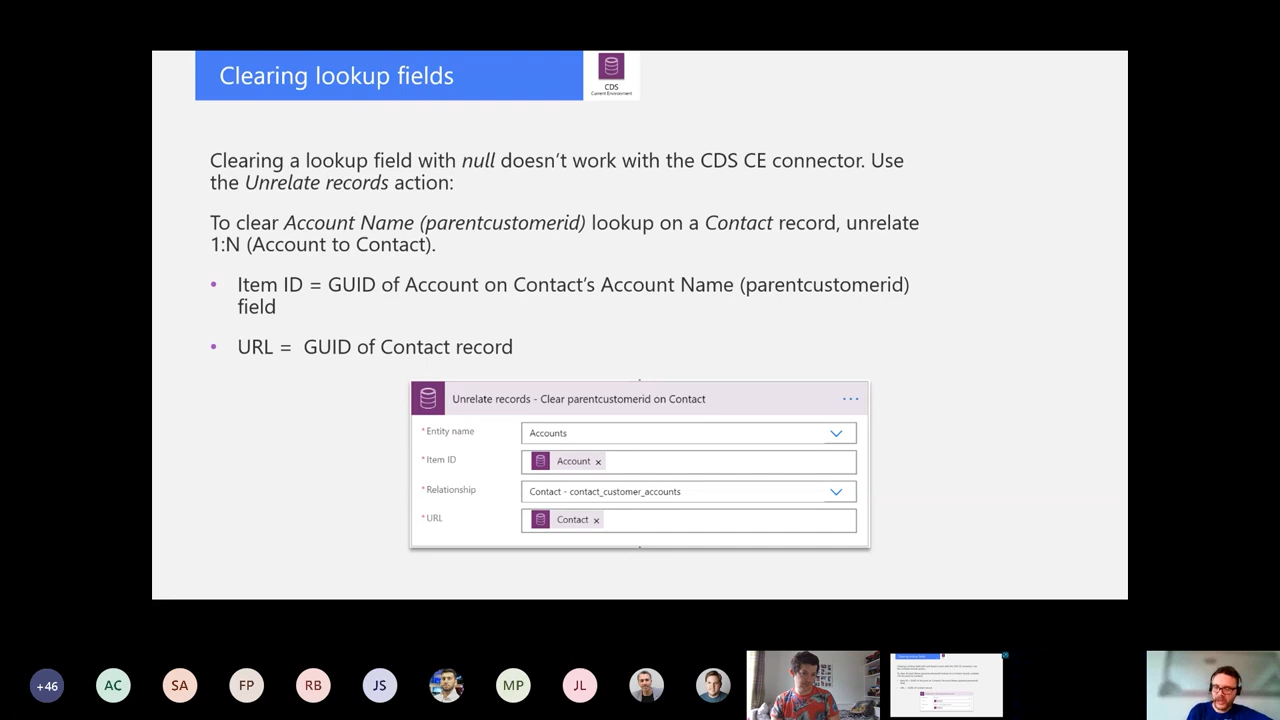 Clearing lookup fields
CDS
Current Environment
Clearing a lookup field with null doesn’t work with the CDS CE connector. Use
the Unrelate records action:
To clear Account Name (parentcustomerid) lookup on a Contact record, unrelate
1:N (Account to Contact).
• Item ID = GUID of Account on Contact’s Account Name (parentcustomerid)
field
• URL = GUID of Contact record
Unrelate records - Clear parentcustomerid on Contact
* Entity name
Accounts
* Item ID
Account ×
* Relationship
Contact - contact_customer_accounts
* URL
Contact ×
+46
AC
SA
RB
JL